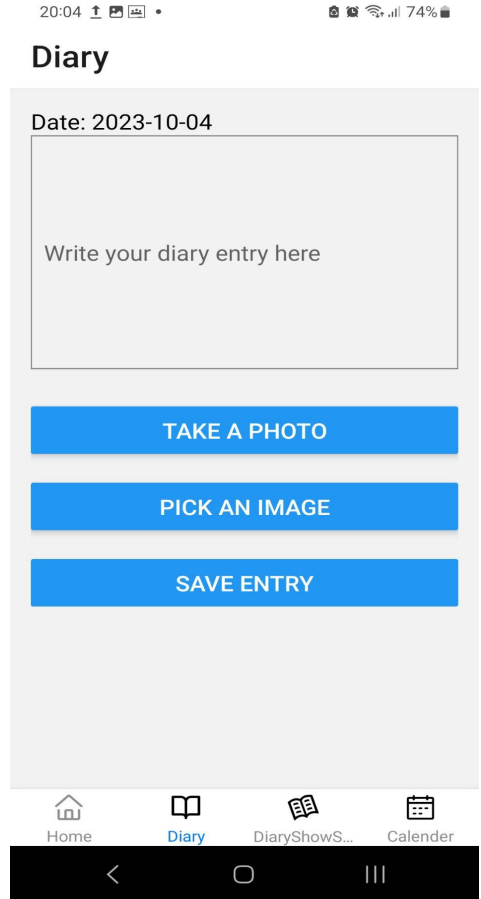 20:04
74%
Diary
Date: 2023-10-04
Write your diary entry here
TAKE A PHOTO
PICK AN IMAGE
SAVE ENTRY
Home Diary DiaryShowS... Calender